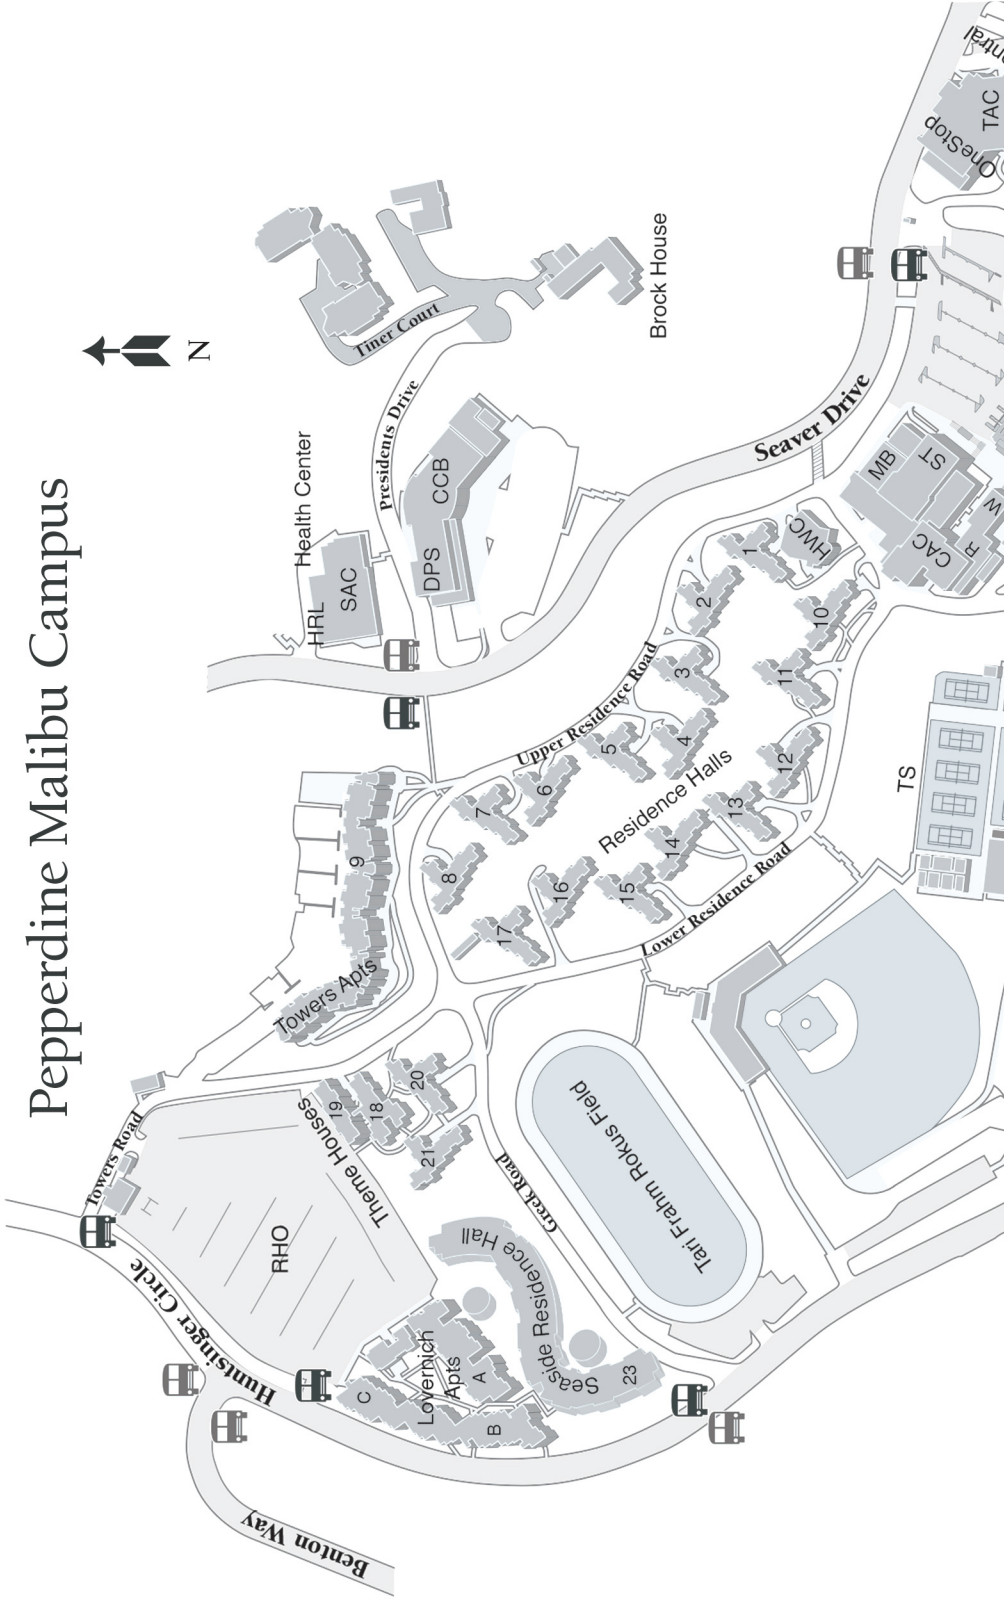 Pepperdine Malibu Campus
N
Tiner Court
Brock House
Presidents Drive
Health Center
HRL
SAC
CCB
DPS
Seaver Drive
OneStop
TAC
MB
ST
CAC
R
W
HWC
1
2
3
4
5
6
7
8
9
10
11
12
13
14
15
16
17
Upper Residence Road
Residence Halls
Lower Residence Road
TS
Towers Apts
Towers Road
Theme Houses
19
18
20
21
RHO
Huntsinger Circle
Greek Road
Tari Frahm Rokus Field
Seaside Residence Hall
23
Lovernich
Apts
A
B
C
Benton Way